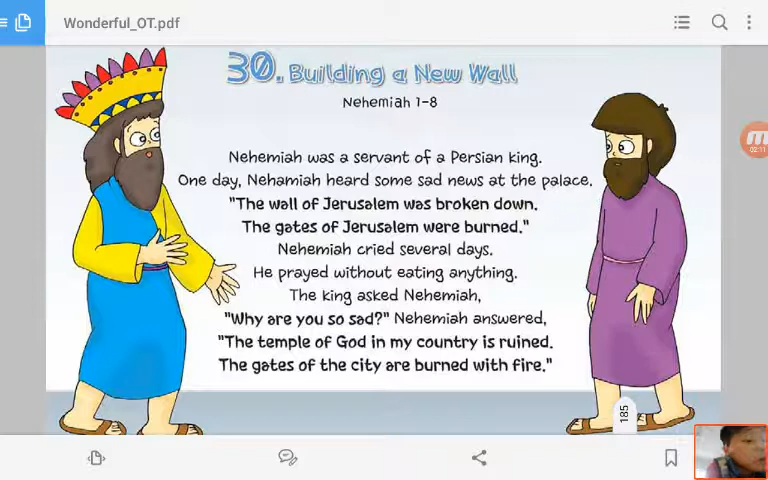 Wonderful_OT.pdf
30. Building a New Wall
Nehemiah 1-8
Nehemiah was a servant of a Persian king.
One day, Nehamiah heard some sad news at the palace.
"The wall of Jerusalem was broken down.
The gates of Jerusalem were burned."
Nehemiah cried several days.
He prayed without eating anything.
The king asked Nehemiah,
"Why are you so sad?" Nehemiah answered,
"The temple of God in my country is ruined.
The gates of the city are burned with fire."
185
02:11